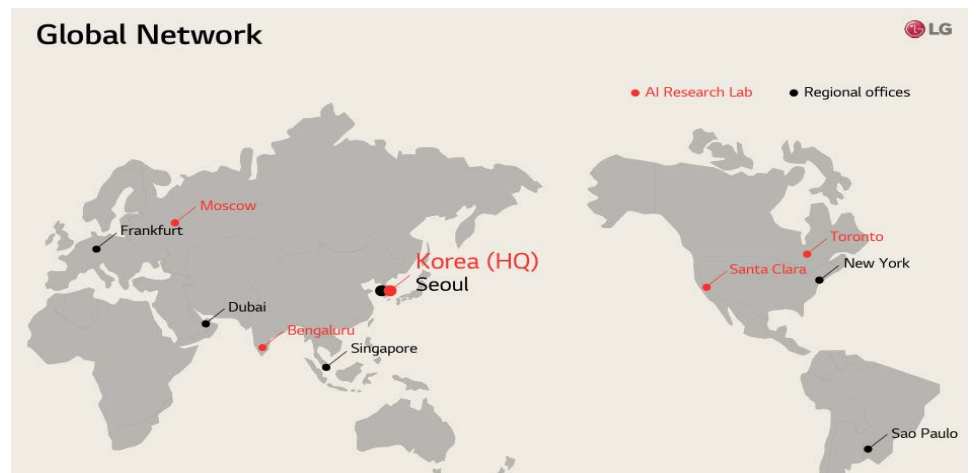 Global Network
LG
AI Research Lab
Regional offices
Moscow
Frankfurt
Korea (HQ)
Seoul
Dubai
Bengaluru
Singapore
Toronto
New York
Santa Clara
Sao Paulo